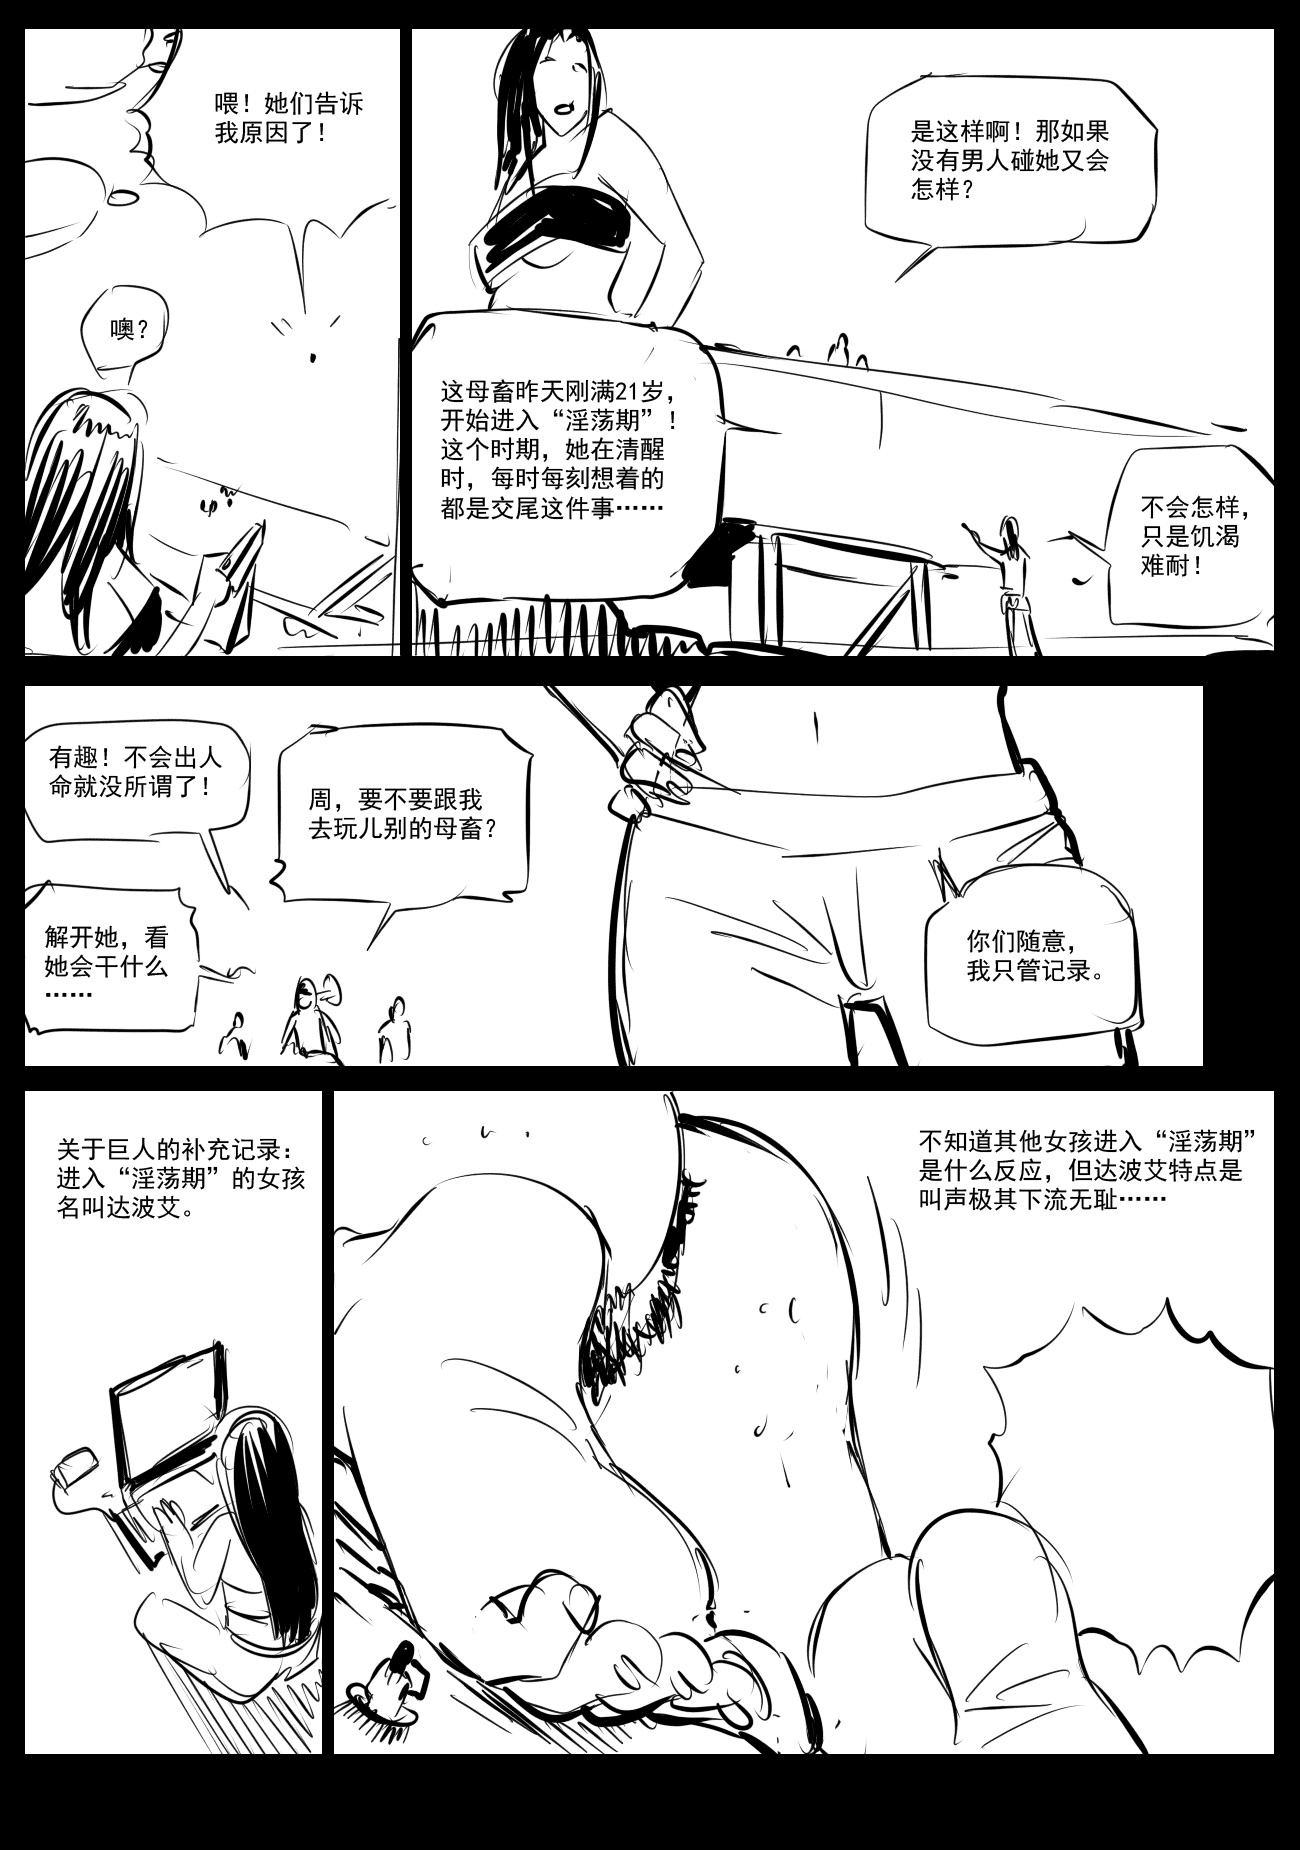 喂！她们告诉
我原因了！
噢？
是这样啊！那如果
没有男人碰她又会
怎样？
这母畜昨天刚满21岁，
开始进入“淫荡期”！
这个时期，她在清醒
时，每时每刻想着的
都是交尾这件事……
不会怎样，
只是饥渴
难耐！
有趣！不会出人
命就没所谓了！
周，要不要跟我
去玩儿别的母畜？
解开她，看
她会干什么
……
你们随意，
我只管记录。
关于巨人的补充记录：
进入“淫荡期”的女孩
名叫达波艾。
不知道其他女孩进入“淫荡期”
是什么反应，但达波艾特点是
叫声极其下流无耻……